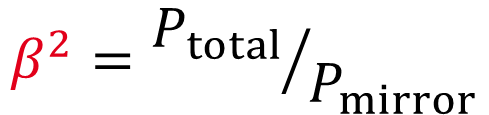 β² = P_total/P_mirror